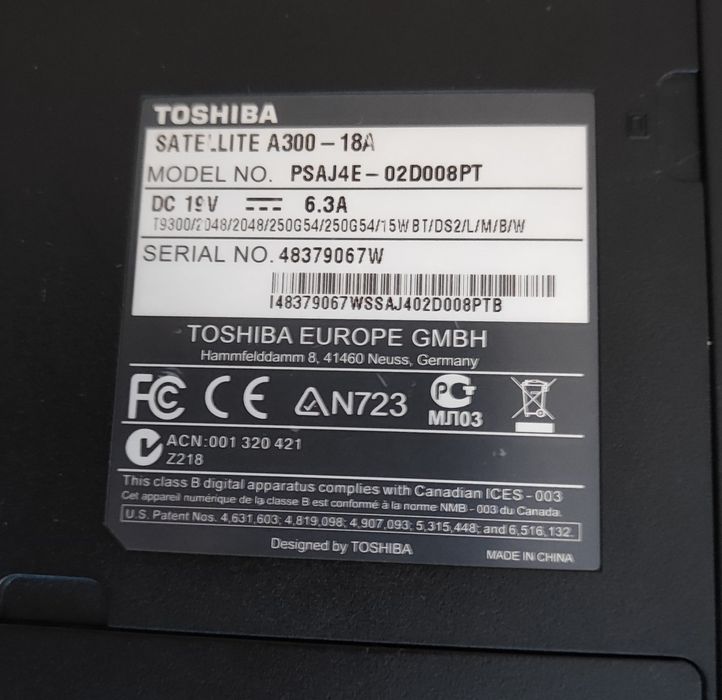 TOSHIBA
SATELLITE A300-18A
MODEL NO. PSAJ4E-02D008PT
DC 19V 6.3A
T9300/2048/2048/250G54/250G54/15WBT/DS2/L/M/B/W
SERIAL NO. 48379067W
I48379067WSSAJ402D008PTB
TOSHIBA EUROPE GMBH
Hammfelddamm 8, 41460 Neuss, Germany
FC CE N723 PCT
МЛ03
ACN:001 320 421
Z218
This class B digital apparatus complies with Canadian ICES - 003
Cet appareil numérique de la classe B est conformé à la norme NMB - 003 du Canada.
U.S. Patent Nos. 4,631,603; 4,819,098; 4,907,093; 5,315,448; and 6,516,132.
Designed by TOSHIBA
MADE IN CHINA